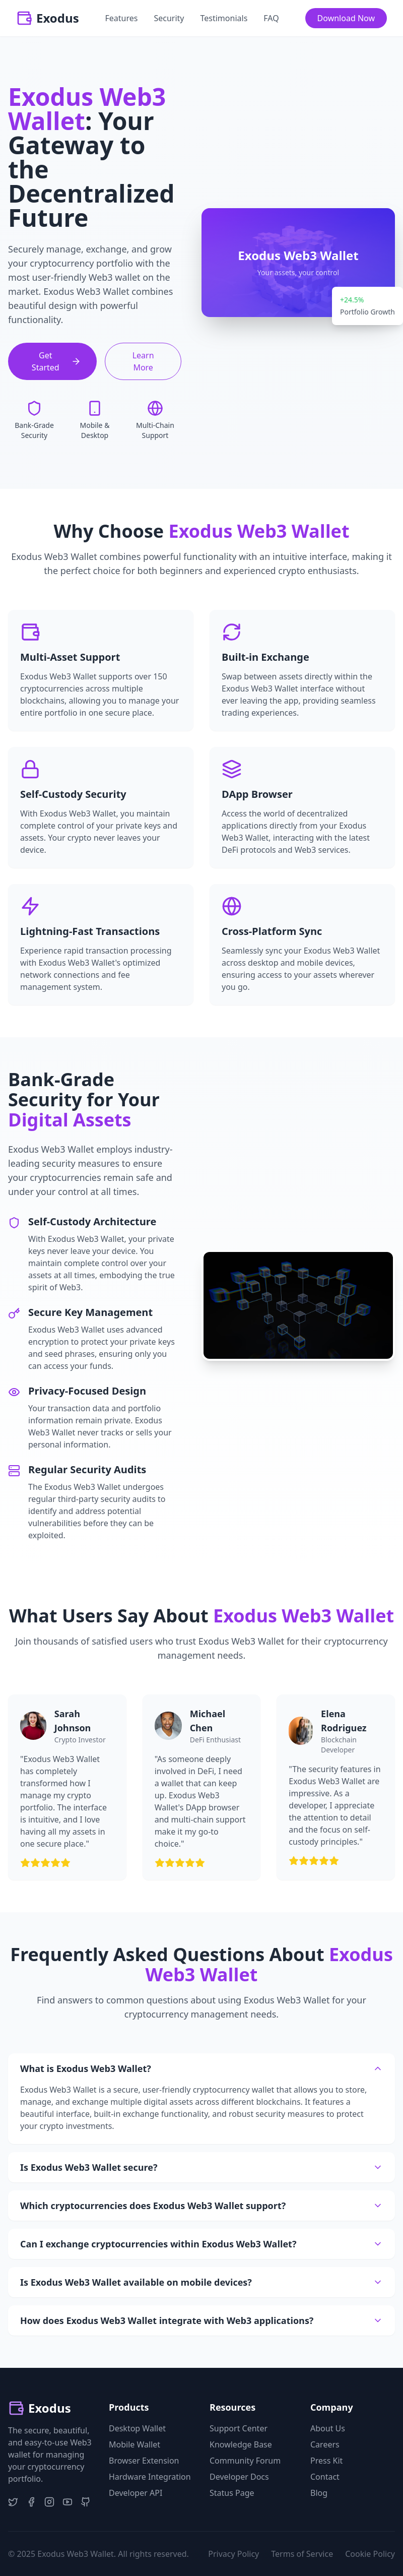 Exodus
Features
Security
Testimonials
FAQ
Download Now
Exodus Web3
Wallet: Your
Gateway to
the
Decentralized
Future
Securely manage, exchange, and grow
your cryptocurrency portfolio with the
most user-friendly Web3 wallet on the
market. Exodus Web3 Wallet combines
beautiful design with powerful
functionality.
Get
Started
Learn
More
Bank-Grade
Security
Mobile &
Desktop
Multi-Chain
Support
Exodus Web3 Wallet
Your assets, your control
+24.5%
Portfolio Growth
Why Choose Exodus Web3 Wallet
Exodus Web3 Wallet combines powerful functionality with an intuitive interface, making it
the perfect choice for both beginners and experienced crypto enthusiasts.
Multi-Asset Support
Exodus Web3 Wallet supports over 150
cryptocurrencies across multiple
blockchains, allowing you to manage your
entire portfolio in one secure place.
Built-in Exchange
Swap between assets directly within the
Exodus Web3 Wallet interface without
ever leaving the app, providing seamless
trading experiences.
Self-Custody Security
With Exodus Web3 Wallet, you maintain
complete control of your private keys and
assets. Your crypto never leaves your
device.
DApp Browser
Access the world of decentralized
applications directly from your Exodus
Web3 Wallet, interacting with the latest
DeFi protocols and Web3 services.
Lightning-Fast Transactions
Experience rapid transaction processing
with Exodus Web3 Wallet's optimized
network connections and fee
management system.
Cross-Platform Sync
Seamlessly sync your Exodus Web3 Wallet
across desktop and mobile devices,
ensuring access to your assets wherever
you go.
Bank-Grade
Security for Your
Digital Assets
Exodus Web3 Wallet employs industry-
leading security measures to ensure
your cryptocurrencies remain safe and
under your control at all times.
Self-Custody Architecture
With Exodus Web3 Wallet, your private
keys never leave your device. You
maintain complete control over your
assets at all times, embodying the true
spirit of Web3.
Secure Key Management
Exodus Web3 Wallet uses advanced
encryption to protect your private keys
and seed phrases, ensuring only you
can access your funds.
Privacy-Focused Design
Your transaction data and portfolio
information remain private. Exodus
Web3 Wallet never tracks or sells your
personal information.
Regular Security Audits
The Exodus Web3 Wallet undergoes
regular third-party security audits to
identify and address potential
vulnerabilities before they can be
exploited.
What Users Say About Exodus Web3 Wallet
Join thousands of satisfied users who trust Exodus Web3 Wallet for their cryptocurrency
management needs.
Sarah
Johnson
Crypto Investor
"Exodus Web3 Wallet
has completely
transformed how I
manage my crypto
portfolio. The interface
is intuitive, and I love
having all my assets in
one secure place."
Michael
Chen
DeFi Enthusiast
"As someone deeply
involved in DeFi, I need
a wallet that can keep
up. Exodus Web3
Wallet's DApp browser
and multi-chain support
make it my go-to
choice."
Elena
Rodriguez
Blockchain
Developer
"The security features in
Exodus Web3 Wallet are
impressive. As a
developer, I appreciate
the attention to detail
and the focus on self-
custody principles."
Frequently Asked Questions About Exodus
Web3 Wallet
Find answers to common questions about using Exodus Web3 Wallet for your
cryptocurrency management needs.
What is Exodus Web3 Wallet?
Exodus Web3 Wallet is a secure, user-friendly cryptocurrency wallet that allows you to store,
manage, and exchange multiple digital assets across different blockchains. It features a
beautiful interface, built-in exchange functionality, and robust security measures to protect
your crypto investments.
Is Exodus Web3 Wallet secure?
Which cryptocurrencies does Exodus Web3 Wallet support?
Can I exchange cryptocurrencies within Exodus Web3 Wallet?
Is Exodus Web3 Wallet available on mobile devices?
How does Exodus Web3 Wallet integrate with Web3 applications?
Exodus
The secure, beautiful,
and easy-to-use Web3
wallet for managing
your cryptocurrency
portfolio.
Products
Desktop Wallet
Mobile Wallet
Browser Extension
Hardware Integration
Developer API
Resources
Support Center
Knowledge Base
Community Forum
Developer Docs
Status Page
Company
About Us
Careers
Press Kit
Contact
Blog
© 2025 Exodus Web3 Wallet. All rights reserved.
Privacy Policy
Terms of Service
Cookie Policy